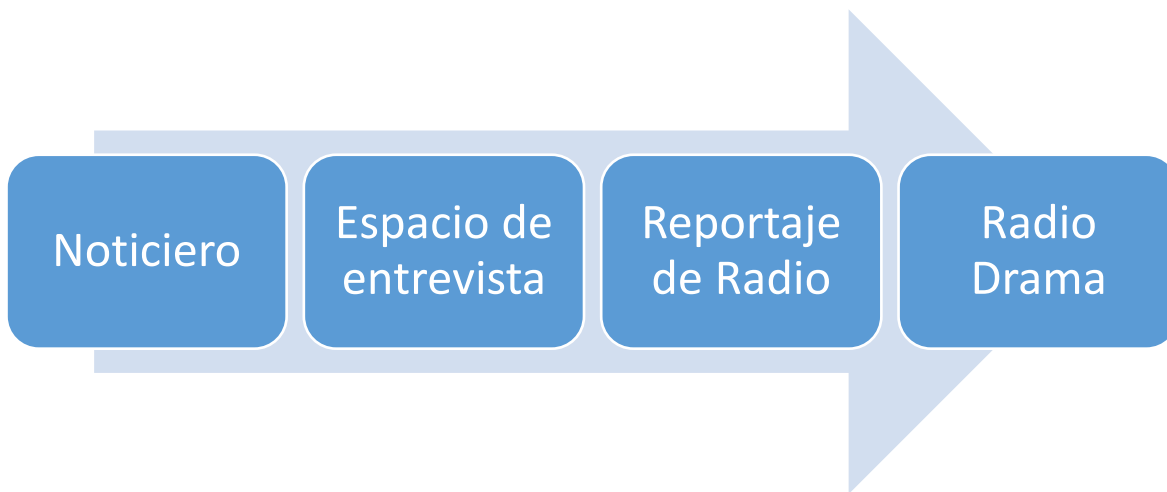 Noticiero
Espacio de
entrevista
Reportaje
de Radio
Radio
Drama